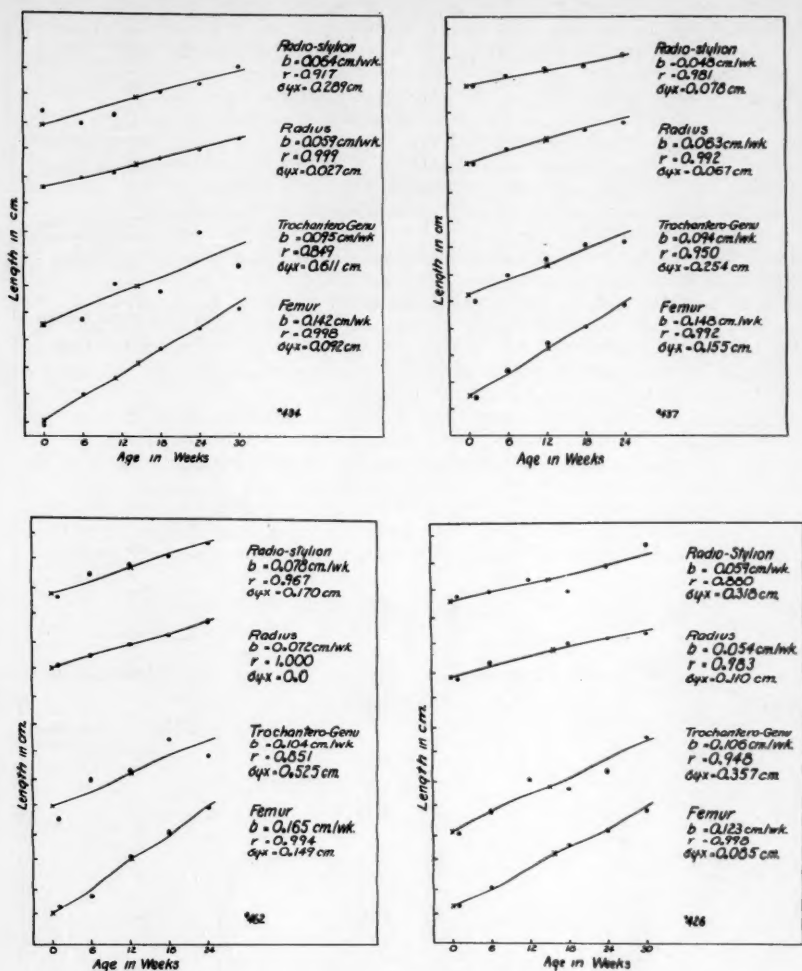 Radio-stylion
b = 0.064 cm/wk.
r = 0.917
σyx = 0.289 cm.
Radius
b = 0.059 cm/wk
r = 0.999
σyx = 0.027 cm.
Trochantero-Genu
b = 0.095 cm/wk
r = 0.849
σyx = 0.611 cm.
Femur
b = 0.142 cm/wk.
r = 0.998
σyx = 0.092 cm.
Length in cm.
#434
0 6 12 18 24 30
Age in Weeks
Radio-stylion
b = 0.048 cm/wk.
r = 0.981
σyx = 0.078 cm.
Radius
b = 0.083 cm/wk.
r = 0.992
σyx = 0.067 cm.
Trochantero-Genu
b = 0.094 cm/wk
r = 0.950
σyx = 0.254 cm.
Femur
b = 0.148 cm/wk.
r = 0.992
σyx = 0.155 cm.
Length in cm
#437
0 6 12 18 24
Age in Weeks
Radio-stylion
b = 0.078 cm/wk.
r = 0.967
σyx = 0.170 cm.
Radius
b = 0.072 cm/wk
r = 1.000
σyx = 0.0
Trochantero-Genu
b = 0.104 cm/wk
r = 0.851
σyx = 0.525 cm.
Femur
b = 0.165 cm/wk.
r = 0.994
σyx = 0.149 cm.
Length in cm.
0 6 12 18 24
Age in Weeks
Radio-Stylion
b = 0.059 cm/wk.
r = 0.880
σyx = 0.318 cm.
Radius
b = 0.054 cm/wk
r = 0.983
σyx = 0.110 cm.
Trochantero-Genu
b = 0.106 cm/wk
r = 0.948
σyx = 0.357 cm.
Femur
b = 0.123 cm/wk
r = 0.998
σyx = 0.085 cm.
Length in cm.
#426
0 6 12 18 24 30
Age in Weeks